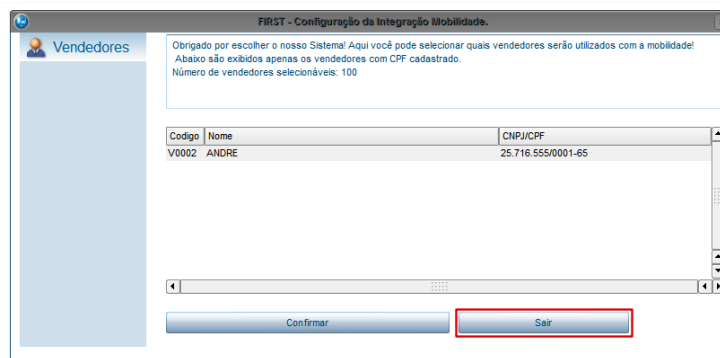 FIRST - Configuração da Integração Mobilidade.
Vendedores
Obrigado por escolher o nosso Sistema! Aqui você pode selecionar quais vendedores serão utilizados com a mobilidade!
Abaixo são exibidos apenas os vendedores com CPF cadastrado.
Número de vendedores selecionáveis: 100
Codigo Nome CNPJ/CPF
V0002 ANDRE 25.716.555/0001-65
Confirmar Sair